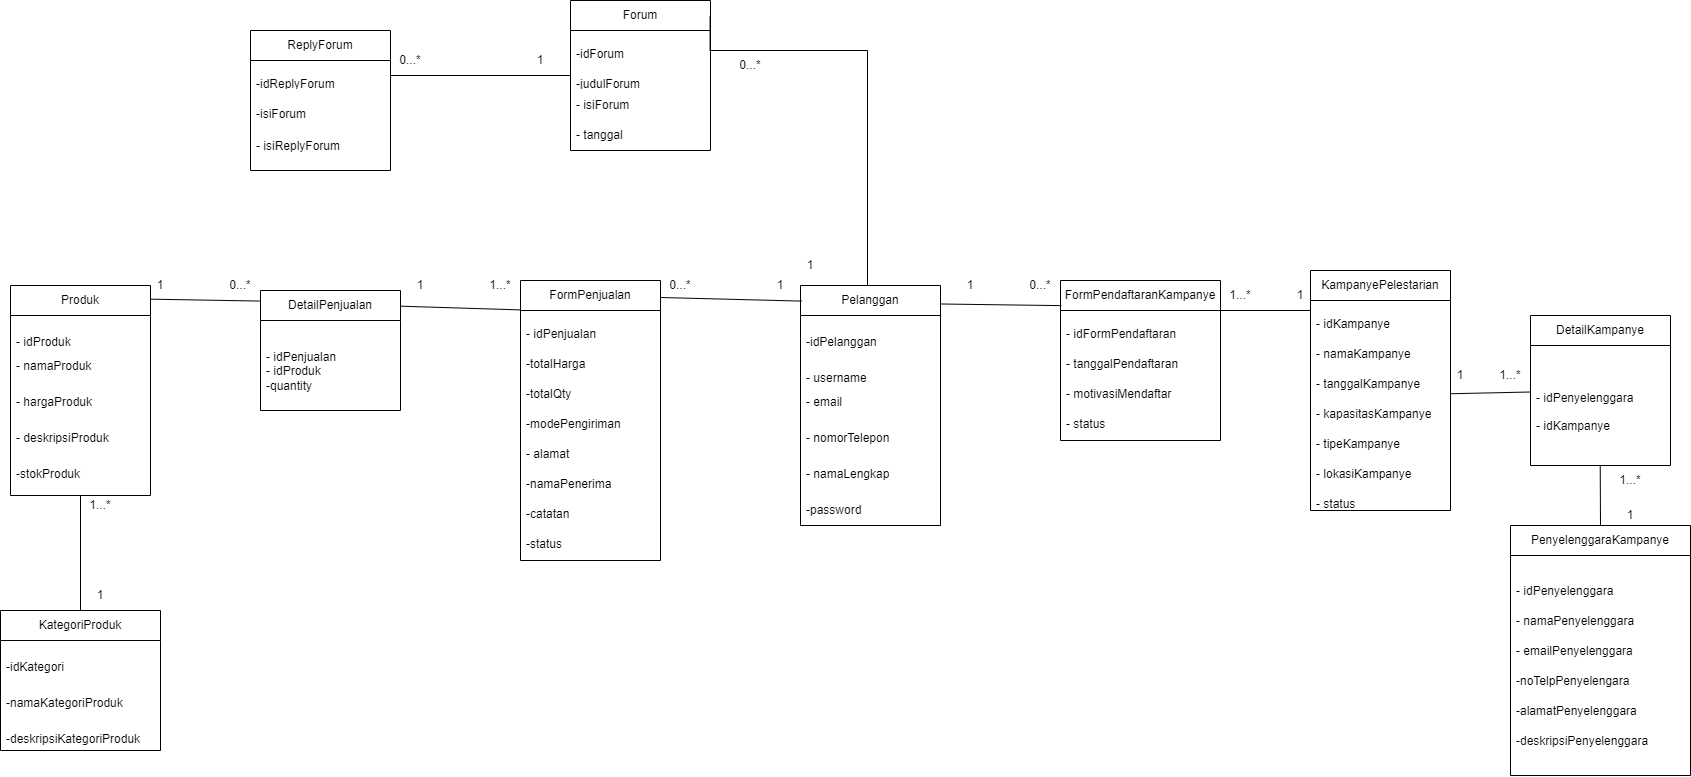 Forum
-idForum
-judulForum
- isiForum
- tanggal
ReplyForum
-idReplyForum
-isiForum
- isiReplyForum
0...*
1
0...*
1
Produk
- idProduk
- namaProduk
- hargaProduk
- deskripsiProduk
-stokProduk
1
0...*
DetailPenjualan
- idPenjualan
- idProduk
-quantity
1
1...*
FormPenjualan
- idPenjualan
-totalHarga
-totalQty
-modePengiriman
- alamat
-namaPenerima
-catatan
-status
0...*
1
Pelanggan
-idPelanggan
- username
- email
- nomorTelepon
- namaLengkap
-password
1
0...*
FormPendaftaranKampanye
- idFormPendaftaran
- tanggalPendaftaran
- motivasiMendaftar
- status
1...*
1
KampanyePelestarian
- idKampanye
- namaKampanye
- tanggalKampanye
- kapasitasKampanye
- tipeKampanye
- lokasiKampanye
- status
1
1...*
DetailKampanye
- idPenyelenggara
- idKampanye
1...*
1
PenyelenggaraKampanye
- idPenyelenggara
- namaPenyelenggara
- emailPenyelenggara
-noTelpPenyelengara
-alamatPenyelenggara
-deskripsiPenyelenggara
1...*
1
KategoriProduk
-idKategori
-namaKategoriProduk
-deskripsiKategoriProduk